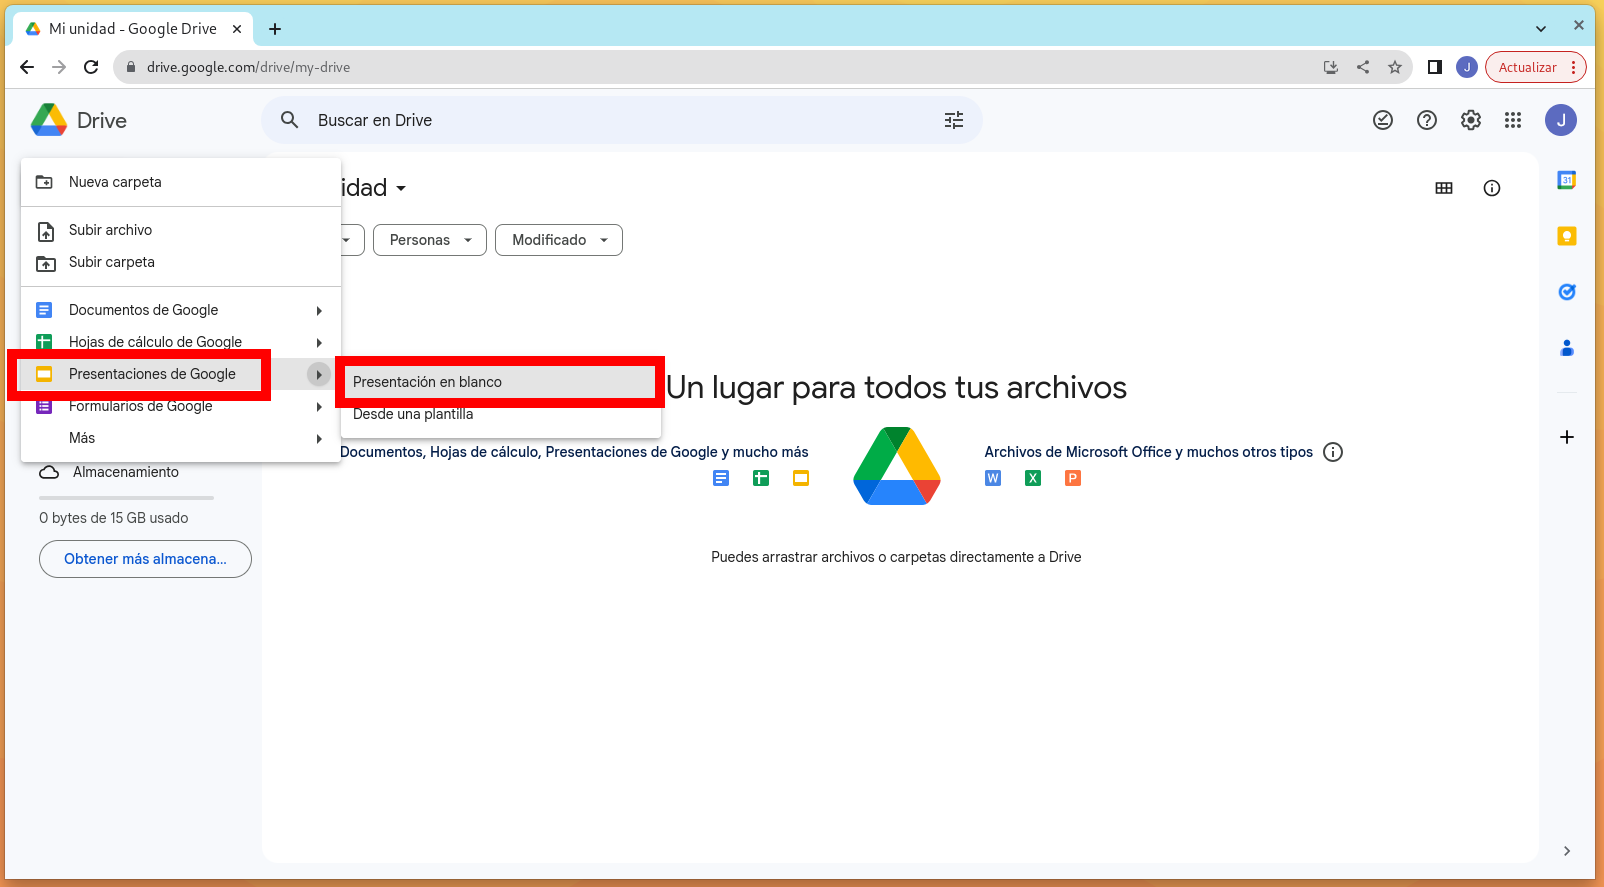 Mi unidad - Google Drive
drive.google.com/drive/my-drive
J
Actualizar
Drive
Buscar en Drive
J
Nueva carpeta
idad
31
Subir archivo
Personas
Modificado
Subir carpeta
Documentos de Google
Hojas de cálculo de Google
Presentaciones de Google
Presentación en blanco
Un lugar para todos tus archivos
Formularios de Google
Desde una plantilla
Más
Documentos, Hojas de cálculo, Presentaciones de Google y mucho más
Archivos de Microsoft Office y muchos otros tipos
W X P
Almacenamiento
0 bytes de 15 GB usado
Obtener más almacena...
Puedes arrastrar archivos o carpetas directamente a Drive